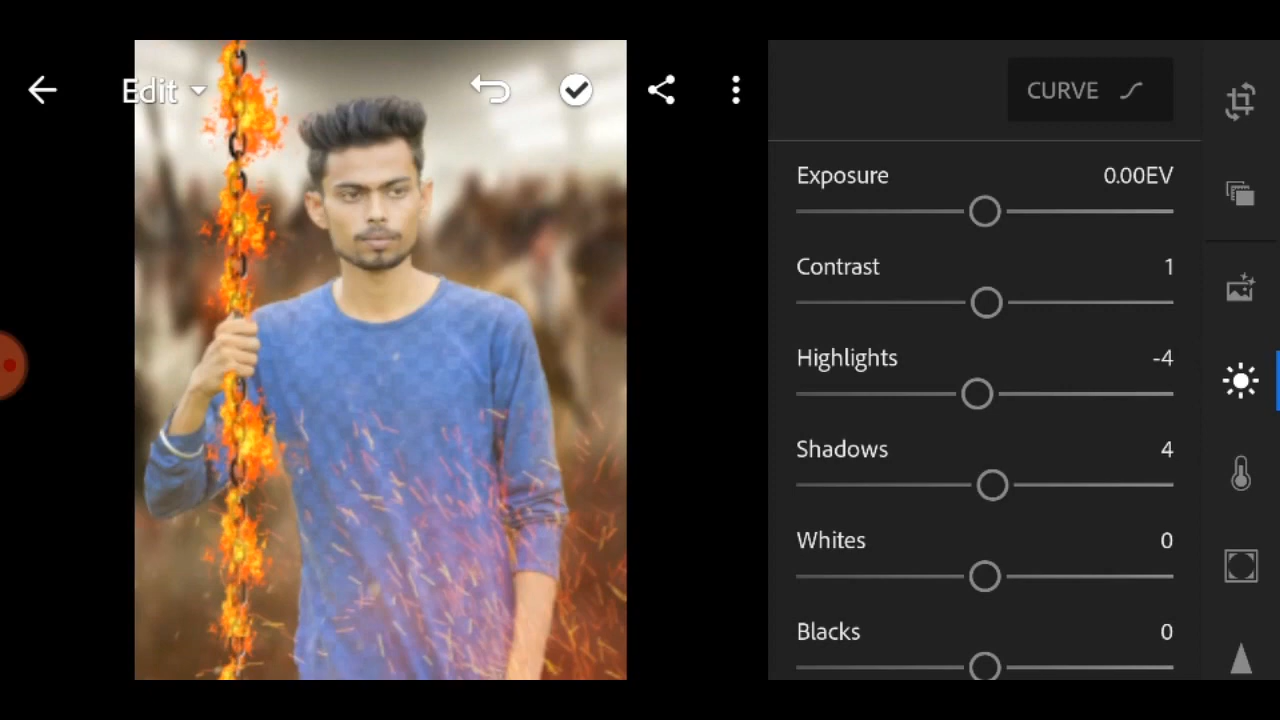 Edit
CURVE
Exposure 0.00EV
Contrast 1
Highlights -4
Shadows 4
Whites 0
Blacks 0